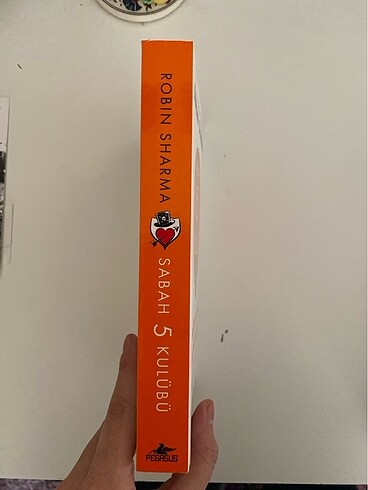 ROBIN SHARMA
SABAH 5 KULÜBÜ
PEGASUS